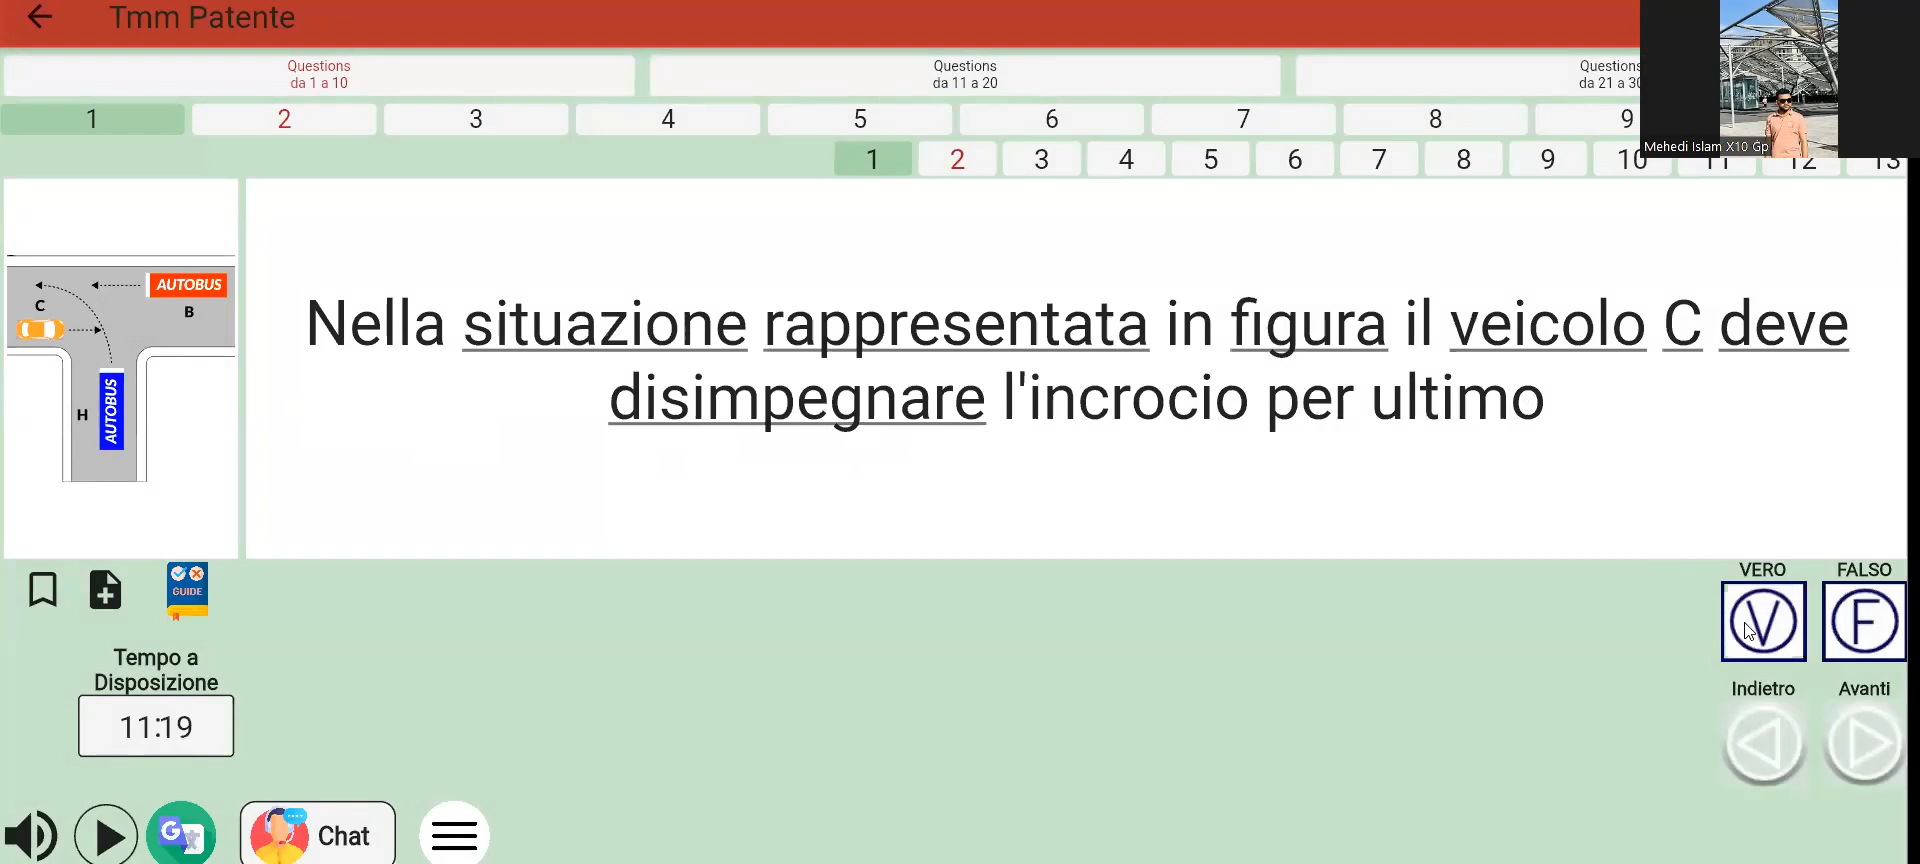 Tmm Patente
Questions
da 1 a 10
Questions
da 11 a 20
Questions
da 21 a 30
1 2 3 4 5 6 7 8 9
1 2 3 4 5 6 7 8 9 10 11 12 13
Mehedi Islam X10 Gp
AUTOBUS
C
B
H
AUTOBUS
Nella situazione rappresentata in figura il veicolo C deve
disimpegnare l'incrocio per ultimo
GUIDE
VERO FALSO
V F
Tempo a
Disposizione
11:19
Indietro Avanti
G
Chat